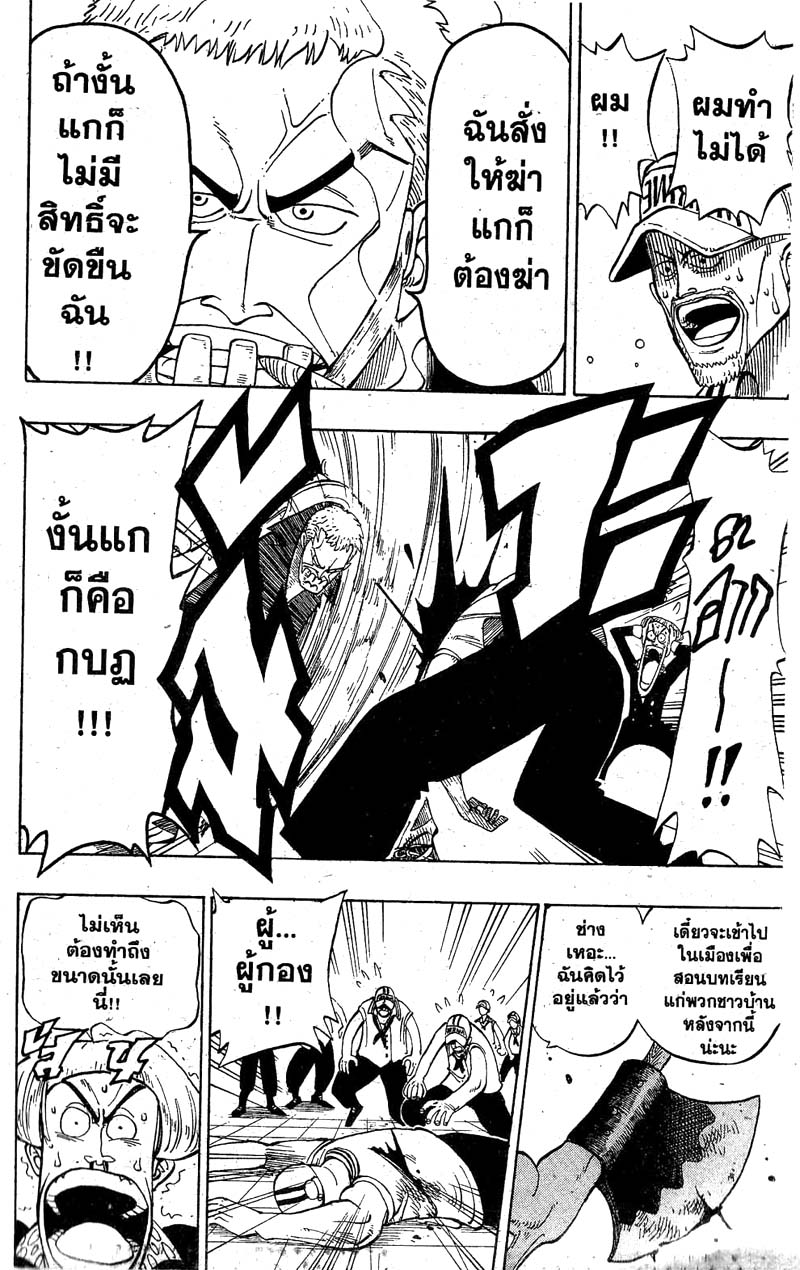 ผม
!!
ผมทำ
ไม่ได้
ฉันสั่ง
ให้ฆ่า
แกก็
ต้องฆ่า
ถ้างั้น
แกก็
ไม่มี
สิทธิ์จะ
ขัดขืน
ฉัน
!!
งั้นแก
ก็คือ
กบฏ
!!!
ช่าง
เหอะ...
ฉันคิดไว้
อยู่แล้วว่า
เดี๋ยวจะเข้าไป
ในเมืองเพื่อ
สอนบทเรียน
แก่พวกชาวบ้าน
หลังจากนี้
น่ะนะ
ผู้...
ผู้กอง
!!
ไม่เห็น
ต้องทำถึง
ขนาดนั้นเลย
นี่!!